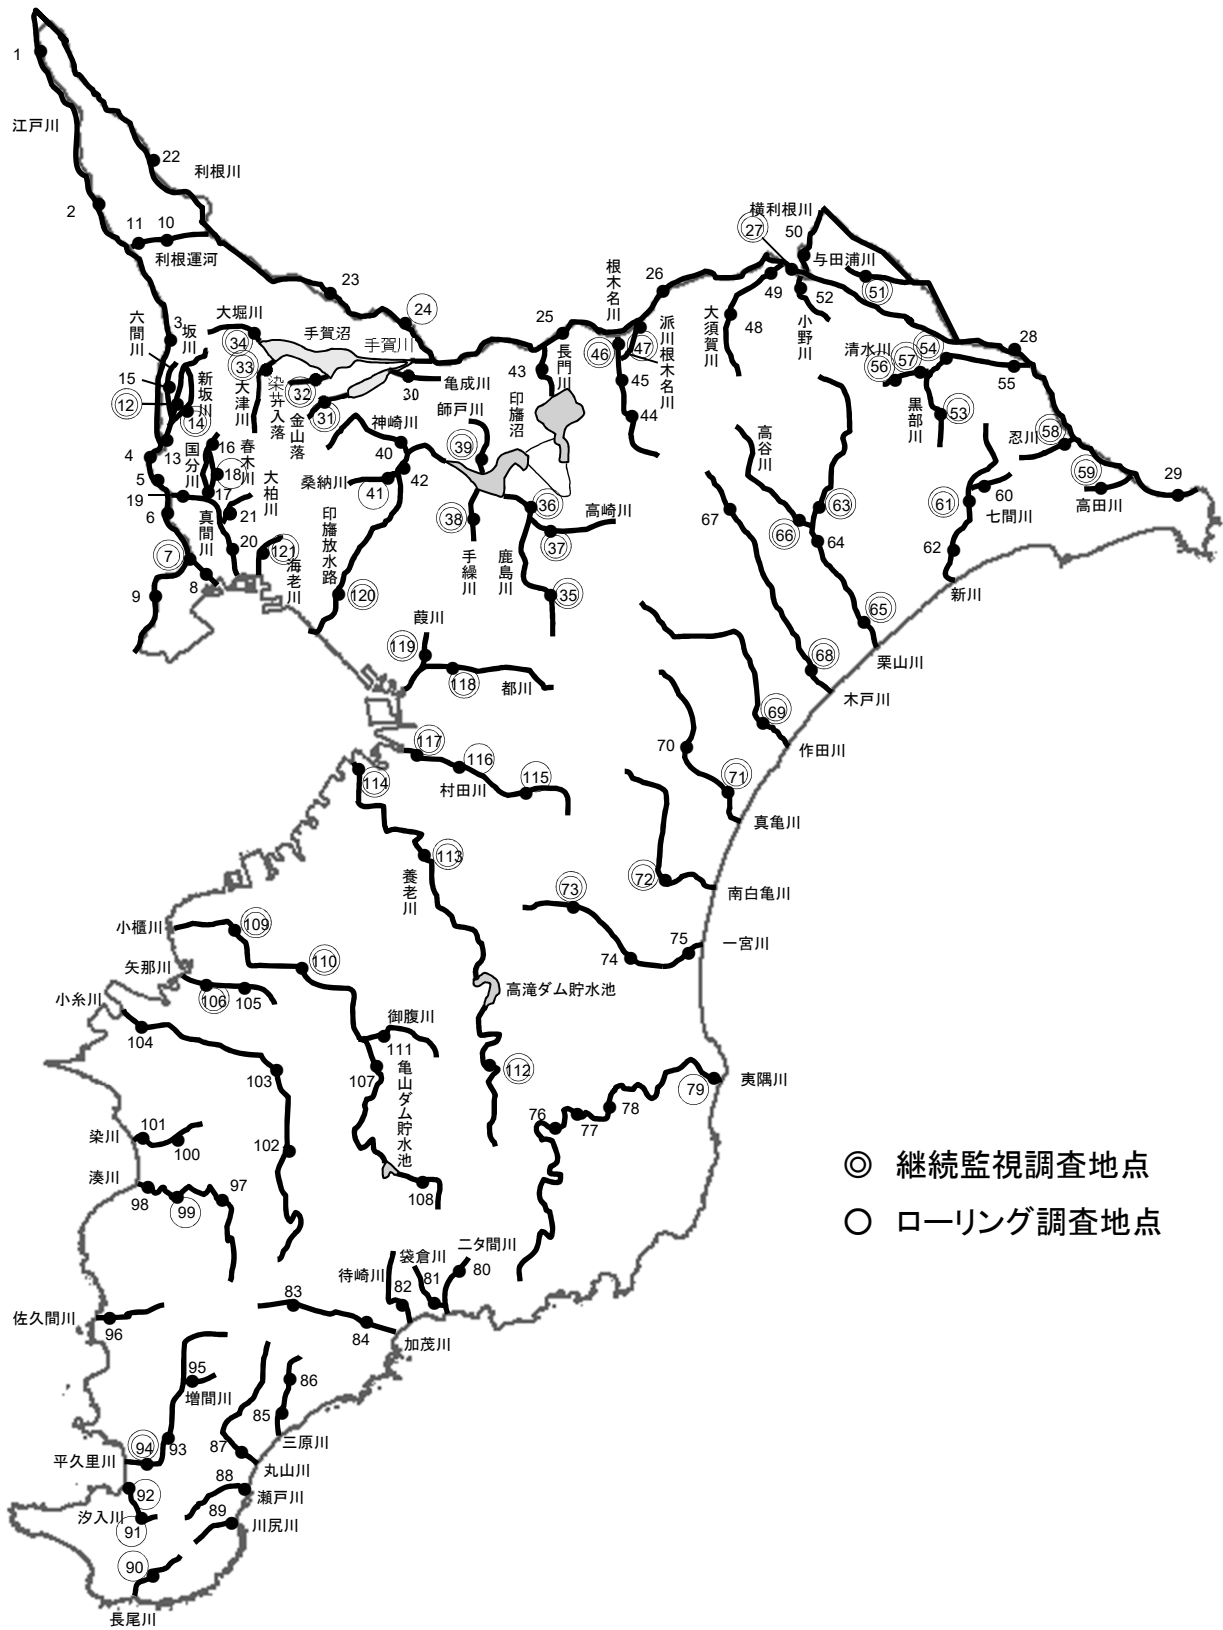 1
江戸川
22
利根川
2
11
10
利根運河
横利根川
27
50
与田浦川
51
49
52
小野川
48
大須賀川
26
根木名川
派川根木名川
46
47
45
44
23
24
25
43
長門川
印旛沼
28
清水川
54
57
56
55
黒部川
53
忍川
58
59
高田川
29
六間川
3
坂川
15
新坂川
12
14
4
13
5
19
6
国分川
16
18
17
春木川
大柏川
21
真間川
20
7
8
9
121
海老川
大堀川
34
33
大津川
手賀沼
手賀川
染井入落
32
31
金山落
30
亀成川
師戸川
神崎川
39
40
42
桑納川
41
印旛放水路
120
38
手繰川
36
鹿島川
高崎川
37
35
高谷川
63
66
64
67
65
栗山川
68
木戸川
61
60
七間川
62
新川
葭川
119
118
都川
117
116
115
村田川
114
113
養老川
69
作田川
70
71
真亀川
72
南白亀川
73
74
75
一宮川
小櫃川
109
110
矢那川
106
105
小糸川
104
103
102
高滝ダム貯水池
112
御腹川
111
107
亀山ダム貯水池
108
79
夷隅川
76
77
78
染川
101
100
湊川
98
99
97
◎ 継続監視調査地点
○ ローリング調査地点
待崎川
袋倉川
二タ間川
82
81
80
83
84
加茂川
佐久間川
96
95
増間川
94
93
平久里川
92
汐入川
91
90
長尾川
86
85
三原川
87
丸山川
88
瀬戸川
89
川尻川